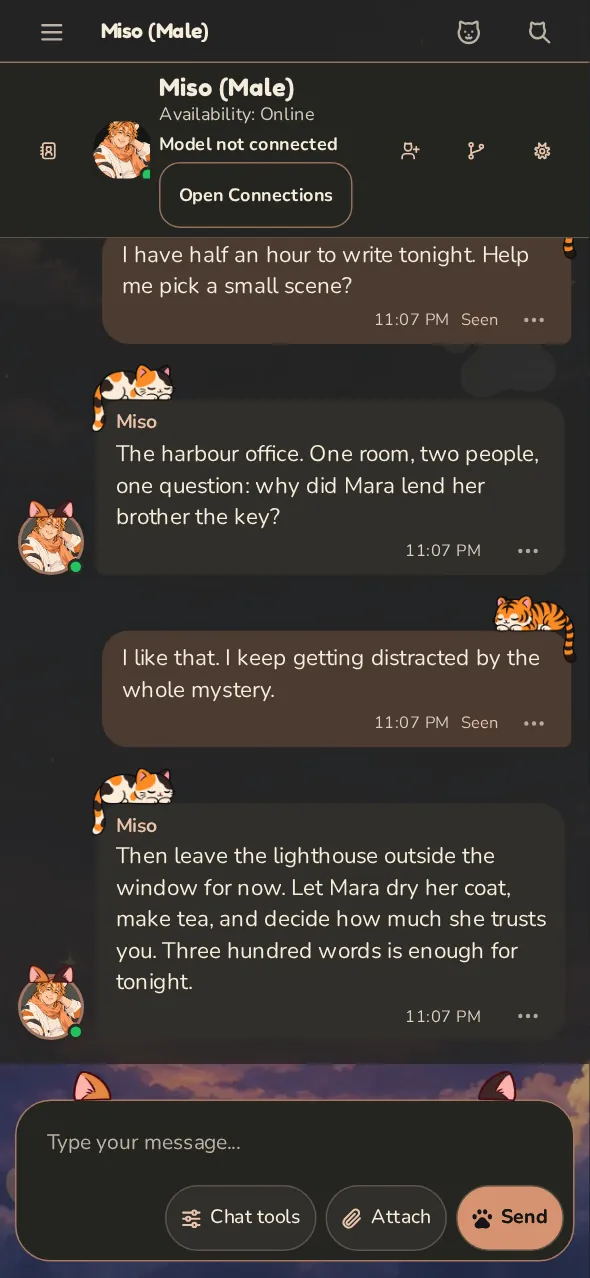 Miso (Male)
Miso (Male)
Availability: Online
Model not connected
Open Connections
I have half an hour to write tonight. Help
me pick a small scene?
11:07 PM Seen
Miso
The harbour office. One room, two people,
one question: why did Mara lend her
brother the key?
11:07 PM
I like that. I keep getting distracted by the
whole mystery.
11:07 PM Seen
Miso
Then leave the lighthouse outside the
window for now. Let Mara dry her coat,
make tea, and decide how much she trusts
you. Three hundred words is enough for
tonight.
11:07 PM
Type your message...
Chat tools
Attach
Send